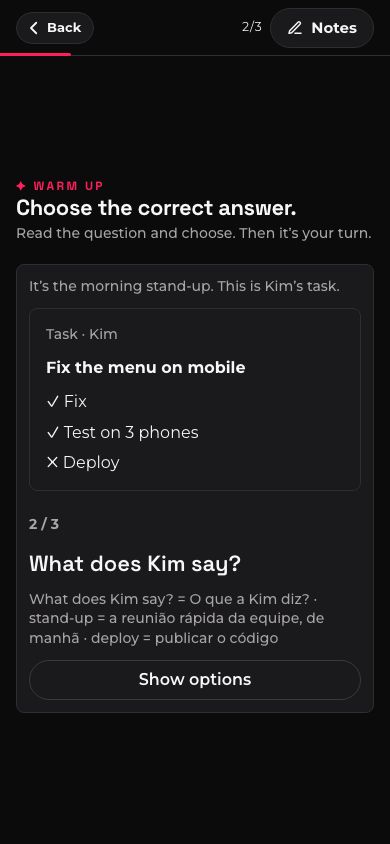 Back
2/3
Notes
WARM UP
Choose the correct answer.
Read the question and choose. Then it's your turn.
It's the morning stand-up. This is Kim's task.
Task · Kim
Fix the menu on mobile
✓ Fix
✓ Test on 3 phones
✕ Deploy
2 / 3
What does Kim say?
What does Kim say? = O que a Kim diz? ·
stand-up = a reunião rápida da equipe, de
manhã · deploy = publicar o código
Show options